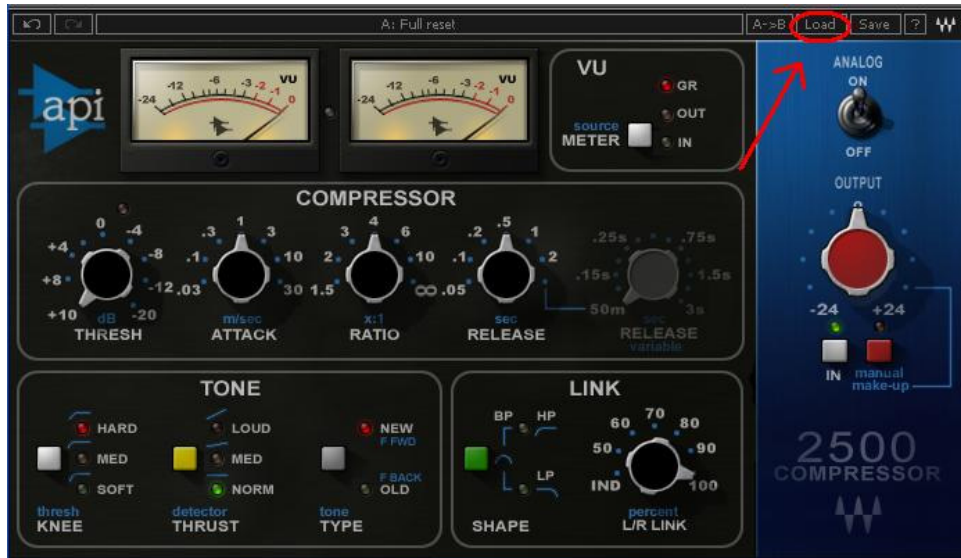 A: Full reset
A->B
Load
Save
?
api
-24 -12 -6 -3 -2 -1 0 VU
-24 -12 -6 -3 -2 -1 0 VU
VU
GR
OUT
IN
source
METER
ANALOG
ON
OFF
OUTPUT
0
-24 +24
IN
manual
make-up
2500
COMPRESSOR
COMPRESSOR
+10 +8 +4 0 -4 -8 -12 -20
dB
THRESH
.03 .1 .3 1 3 10 30
m/sec
ATTACK
1.5 2 3 4 6 10 ∞
x:1
RATIO
.05 .1 .2 .5 1 2
sec
RELEASE
50m .15s .25s .5s .75s 1.5s 3s
sec
RELEASE
variable
TONE
HARD
MED
SOFT
thresh
KNEE
LOUD
MED
NORM
detector
THRUST
NEW
F FWD
F BACK
OLD
tone
TYPE
LINK
BP HP
LP
SHAPE
IND 50 60 70 80 90 100
percent
L/R LINK